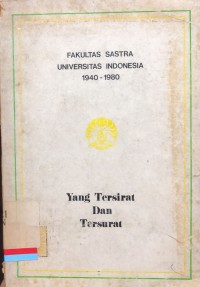 FAKULTAS SASTRA
UNIVERSITAS INDONESIA
1940 - 1980
Yang Tersirat
Dan
Tersurat